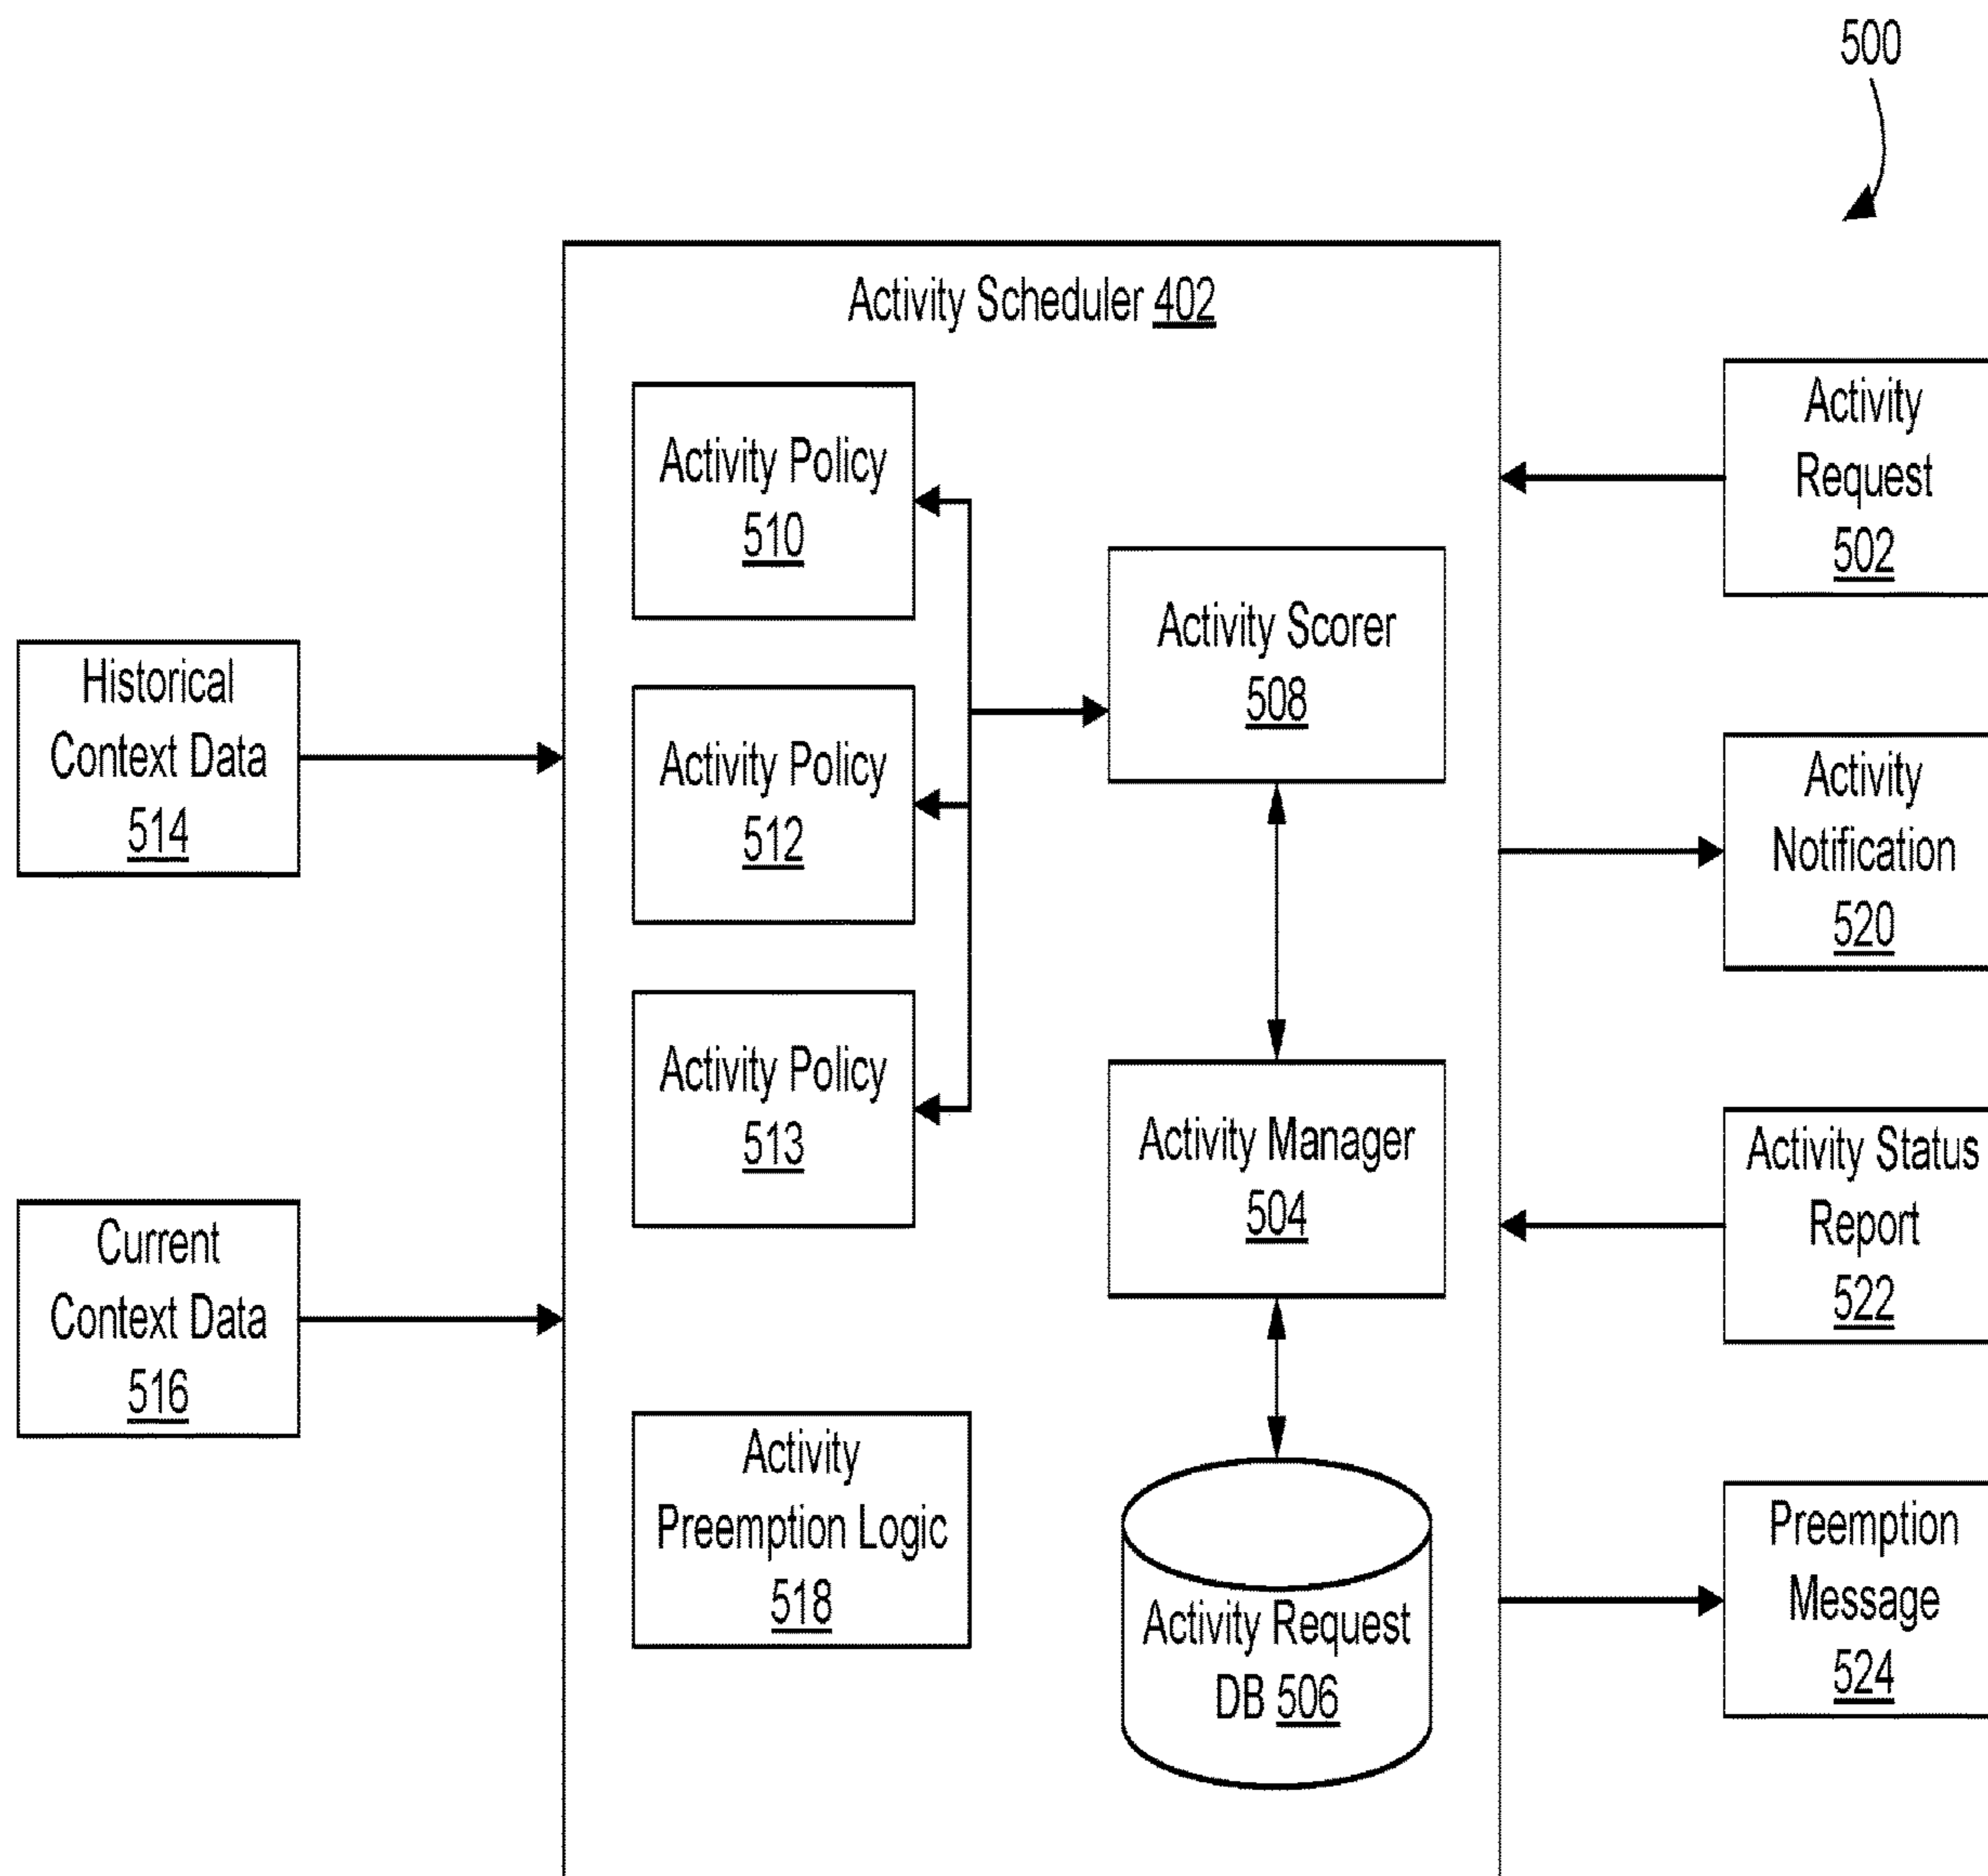 500
Activity Scheduler 402
Activity Policy
510
Activity Policy
512
Activity Policy
513
Activity
Preemption Logic
518
Activity Scorer
508
Activity Manager
504
Activity Request
DB 506
Historical
Context Data
514
Current
Context Data
516
Activity
Request
502
Activity
Notification
520
Activity Status
Report
522
Preemption
Message
524